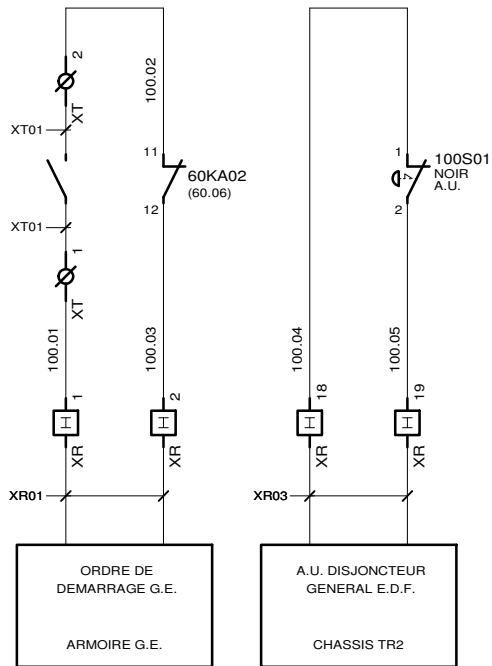 2
XT
XT01
100.02
11
60KA02
(60.06)
12
XT01
1
XT
100.01
100.03
1
2
XR
XR
XR01
ORDRE DE
DEMARRAGE G.E.
ARMOIRE G.E.
1
100S01
NOIR
A.U.
2
100.04
100.05
18
19
XR
XR
XR03
A.U. DISJONCTEUR
GENERAL E.D.F.
CHASSIS TR2